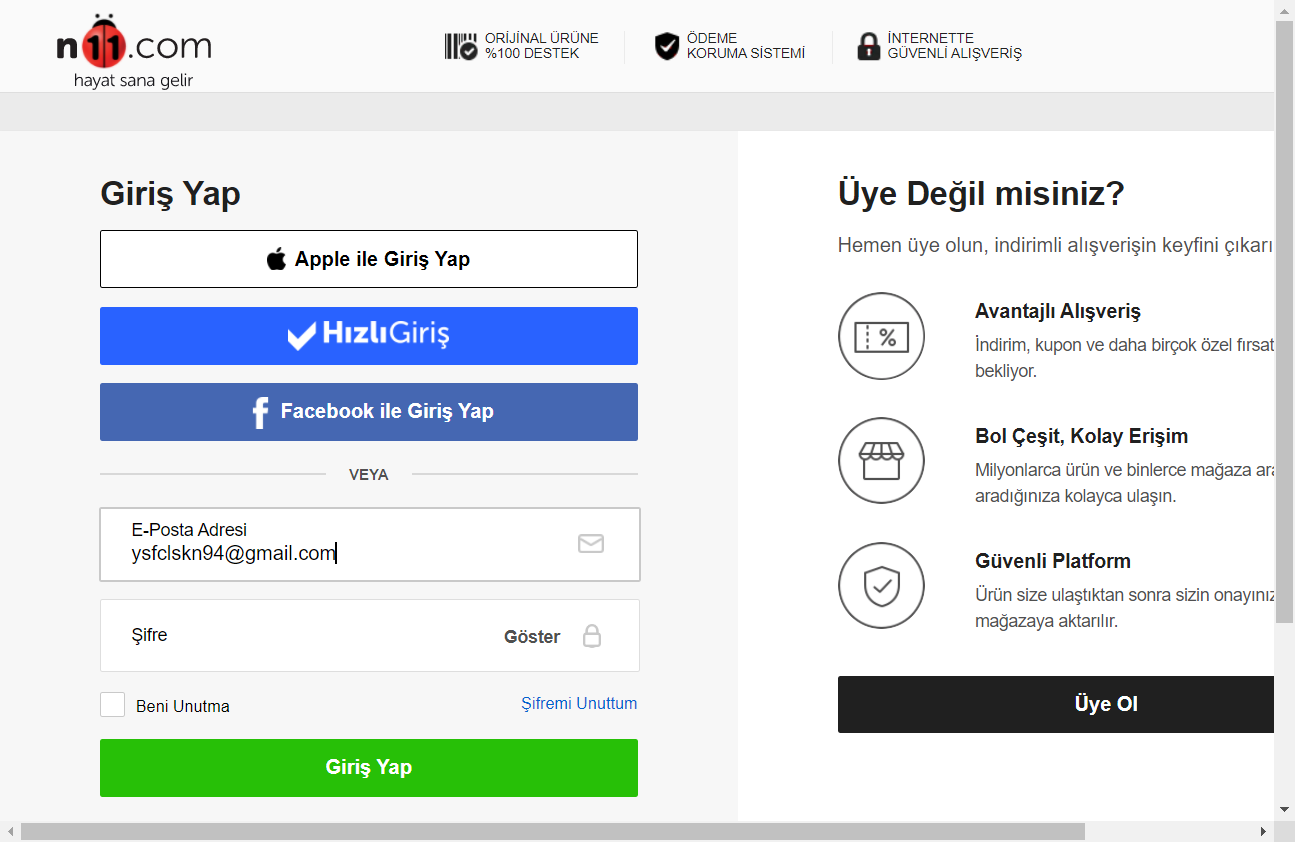 n11.com
hayat sana gelir
ORİJİNAL ÜRÜNE
%100 DESTEK
ÖDEME
KORUMA SİSTEMİ
İNTERNETTE
GÜVENLİ ALIŞVERİŞ
Giriş Yap
Apple ile Giriş Yap
HızlıGiriş
f Facebook ile Giriş Yap
VEYA
E-Posta Adresi
ysfclskn94@gmail.com
Şifre
Göster
Beni Unutma
Şifremi Unuttum
Giriş Yap
Üye Değil misiniz?
Hemen üye olun, indirimli alışverişin keyfini çıkarı
%
Avantajlı Alışveriş
İndirim, kupon ve daha birçok özel fırsat
bekliyor.
Bol Çeşit, Kolay Erişim
Milyonlarca ürün ve binlerce mağaza ara
aradığınıza kolayca ulaşın.
Güvenli Platform
Ürün size ulaştıktan sonra sizin onayınız
mağazaya aktarılır.
Üye Ol